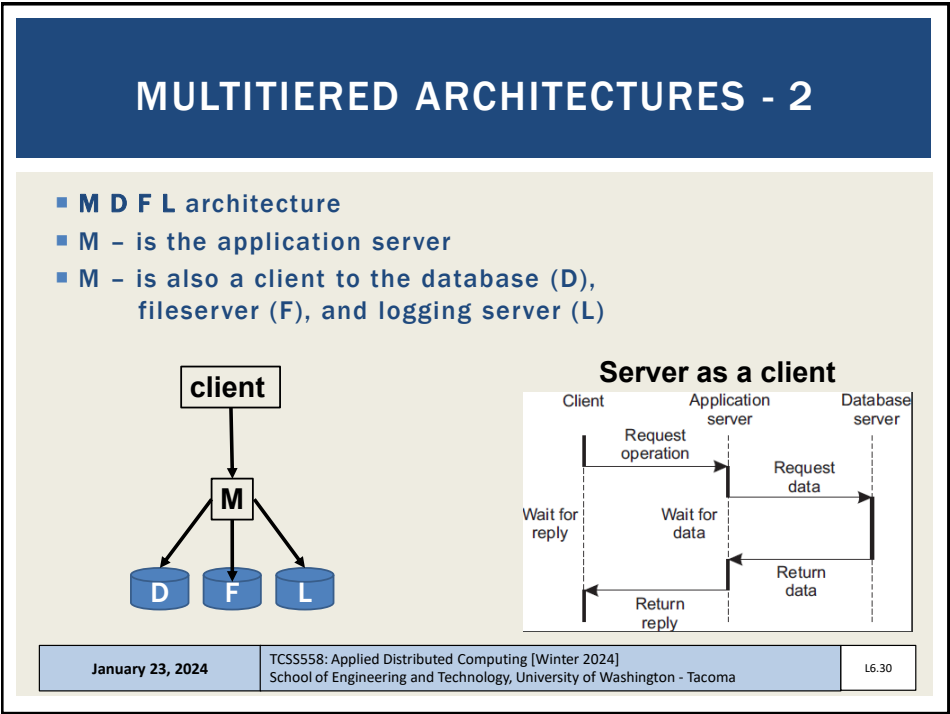 MULTITIERED ARCHITECTURES - 2
▪ M D F L architecture
▪ M – is the application server
▪ M – is also a client to the database (D),
fileserver (F), and logging server (L)
client
M
D
F
L
Server as a client
Client
Application
server
Database
server
Request
operation
Request
data
Wait for
reply
Wait for
data
Return
data
Return
reply
January 23, 2024
TCSS558: Applied Distributed Computing [Winter 2024]
School of Engineering and Technology, University of Washington - Tacoma
L6.30